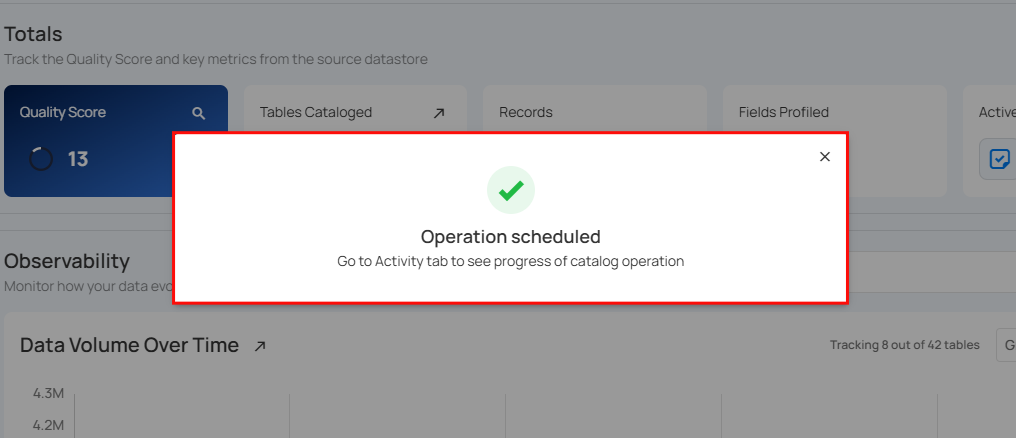 Totals
Track the Quality Score and key metrics from the source datastore
Quality Score
Tables Cataloged
Records
Fields Profiled
Active
13
Operation scheduled
Go to Activity tab to see progress of catalog operation
Observability
Monitor how your data evo
Data Volume Over Time
Tracking 8 out of 42 tables
G
4.3M
4.2M